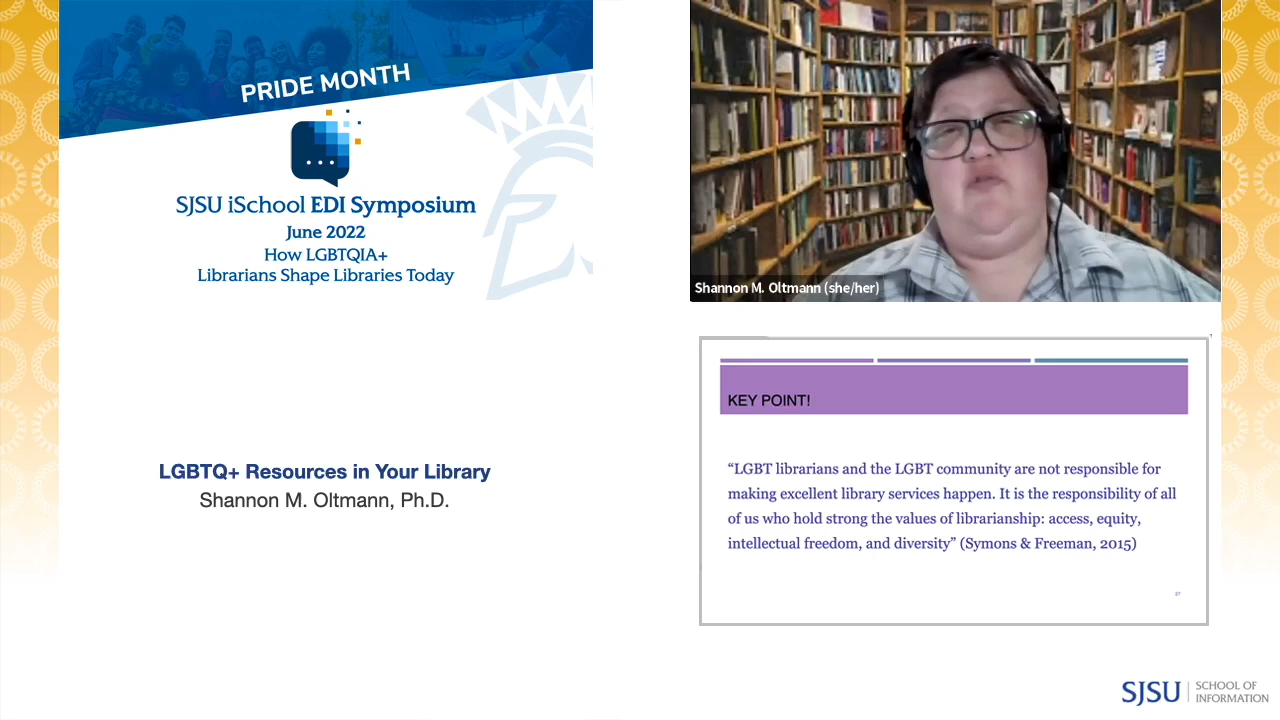 PRIDE MONTH
SJSU iSchool EDI Symposium
June 2022
How LGBTQIA+
Librarians Shape Libraries Today
LGBTQ+ Resources in Your Library
Shannon M. Oltmann, Ph.D.
Shannon M. Oltmann (she/her)
KEY POINT!
“LGBT librarians and the LGBT community are not responsible for
making excellent library services happen. It is the responsibility of all
of us who hold strong the values of librarianship: access, equity,
intellectual freedom, and diversity” (Symons & Freeman, 2015)
SJSU SCHOOL OF
INFORMATION